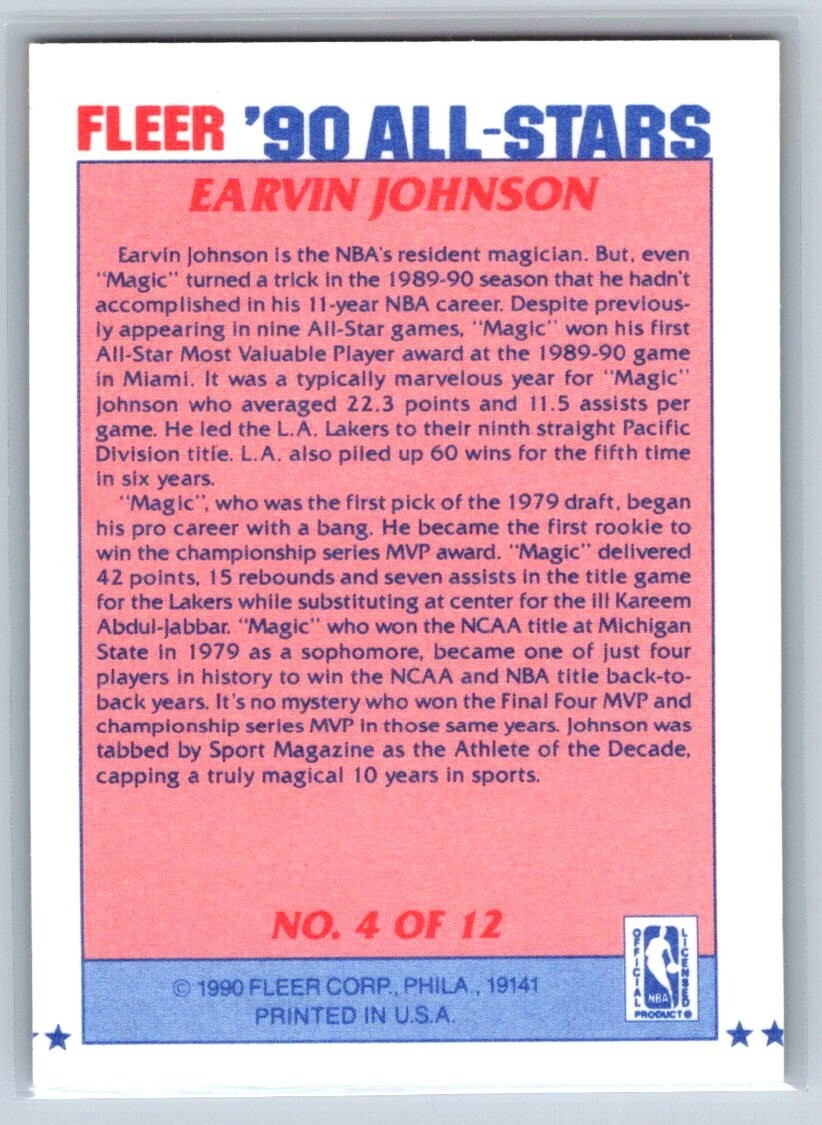 FLEER '90 ALL-STARS
EARVIN JOHNSON
Earvin Johnson is the NBA's resident magician. But, even
"Magic" turned a trick in the 1989-90 season that he hadn't
accomplished in his 11-year NBA career. Despite previous-
ly appearing in nine All-Star games, "Magic" won his first
All-Star Most Valuable Player award at the 1989-90 game
in Miami. It was a typically marvelous year for "Magic"
Johnson who averaged 22.3 points and 11.5 assists per
game. He led the L.A. Lakers to their ninth straight Pacific
Division title. L.A. also piled up 60 wins for the fifth time
in six years.
"Magic", who was the first pick of the 1979 draft, began
his pro career with a bang. He became the first rookie to
win the championship series MVP award. "Magic" delivered
42 points, 15 rebounds and seven assists in the title game
for the Lakers while substituting at center for the ill Kareem
Abdul-Jabbar. "Magic" who won the NCAA title at Michigan
State in 1979 as a sophomore, became one of just four
players in history to win the NCAA and NBA title back-to-
back years. It's no mystery who won the Final Four MVP and
championship series MVP in those same years. Johnson was
tabbed by Sport Magazine as the Athlete of the Decade,
capping a truly magical 10 years in sports.
NO. 4 OF 12
© 1990 FLEER CORP., PHILA., 19141
PRINTED IN U.S.A.
OFFICIAL
LICENSED
NBA
PRODUCT®